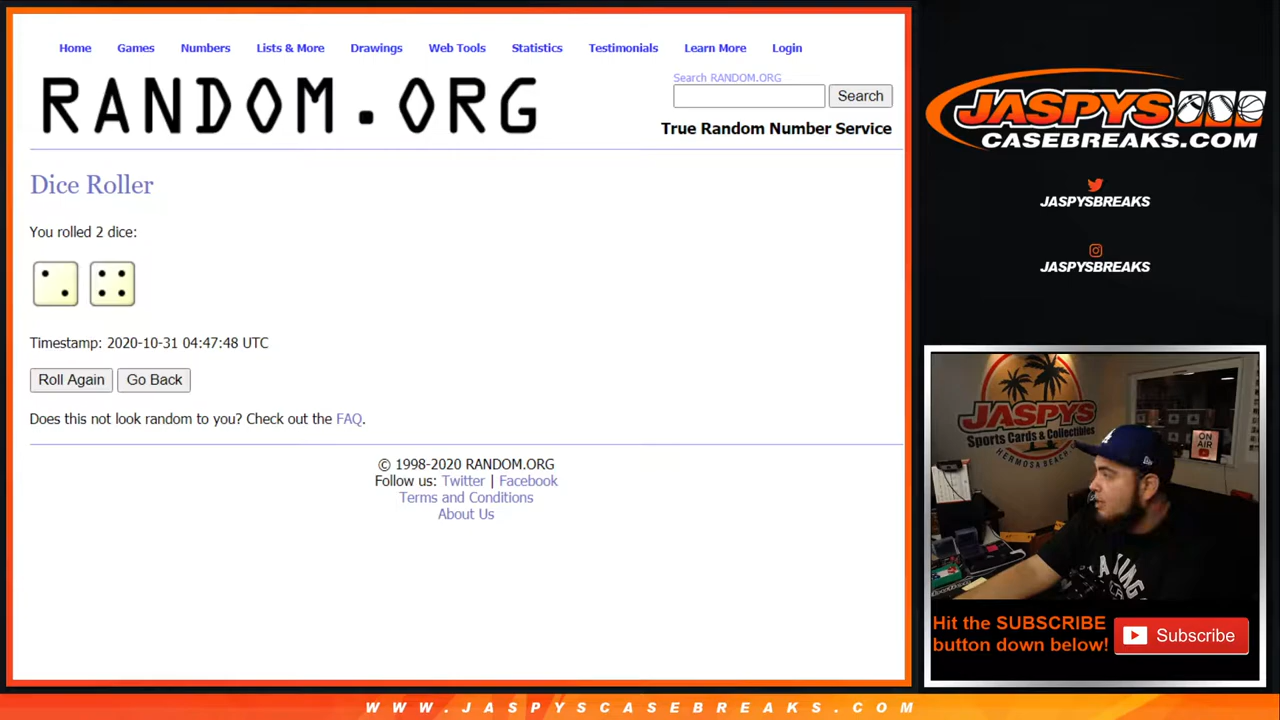 Home Games Numbers Lists & More Drawings Web Tools Statistics Testimonials Learn More Login
RANDOM.ORG
Search RANDOM.ORG
Search
True Random Number Service
Dice Roller
You rolled 2 dice:
Timestamp: 2020-10-31 04:47:48 UTC
Roll Again Go Back
Does this not look random to you? Check out the FAQ.
© 1998-2020 RANDOM.ORG
Follow us: Twitter | Facebook
Terms and Conditions
About Us
JASPYS
CASEBREAKS.COM
JASPYSBREAKS
JASPYSBREAKS
JASPYS
Sports Cards & Collectibles
HERMOSA BEACH
ON
AIR
Hit the SUBSCRIBE
button down below!
Subscribe
WWW.JASPYSCASEBREAKS.COM